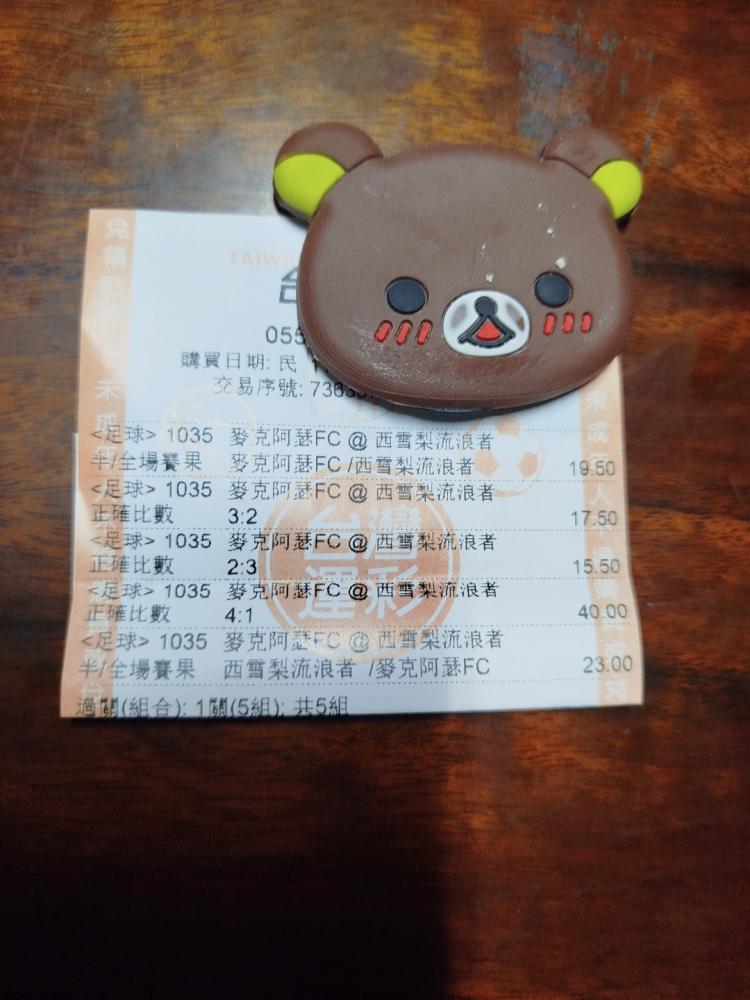 TAIW
055
購買日期: 民
交易序號: 7363
<足球> 1035 麥克阿瑟FC @ 西雪梨流浪者
半/全場賽果 麥克阿瑟FC /西雪梨流浪者 19.50
<足球> 1035 麥克阿瑟FC @ 西雪梨流浪者
正確比數 3:2 17.50
<足球> 1035 麥克阿瑟FC @ 西雪梨流浪者
正確比數 2:3 15.50
<足球> 1035 麥克阿瑟FC @ 西雪梨流浪者
正確比數 4:1 40.00
<足球> 1035 麥克阿瑟FC @ 西雪梨流浪者
半/全場賽果 西雪梨流浪者 /麥克阿瑟FC 23.00
過關(組合): 1關(5組); 共5組
台灣
運彩